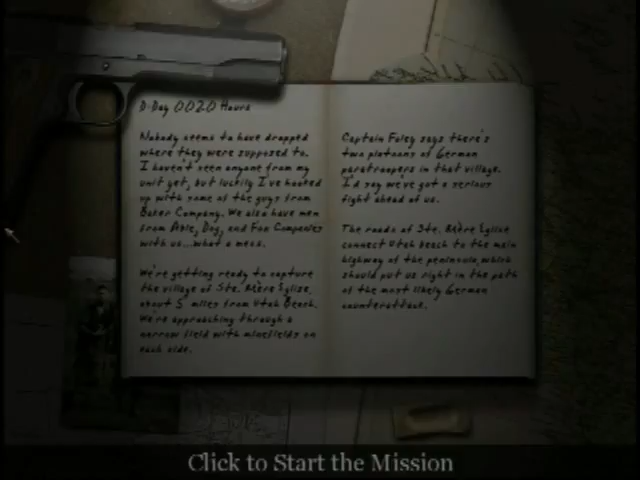 D-Day 0020 Hours
Nobody seems to have dropped
where they were supposed to.
I haven't seen anyone from my
unit yet, but luckily I've hooked
up with some of the guys from
Baker Company. We also have men
from Able, Dog, and Fox Companies
with us...what a mess.
We're getting ready to capture
the village of Ste. Mère Eglise,
about 5 miles from Utah Beach.
We're approaching through a
narrow field with minefields on
each side.
Captain Foley says there's
two platoons of German
paratroopers in that village.
I'd say we've got a serious
fight ahead of us.
The roads of Ste. Mère Eglise
connect Utah beach to the main
highway of the peninsula, which
should put us right in the path
of the most likely German
counterattack.
Click to Start the Mission